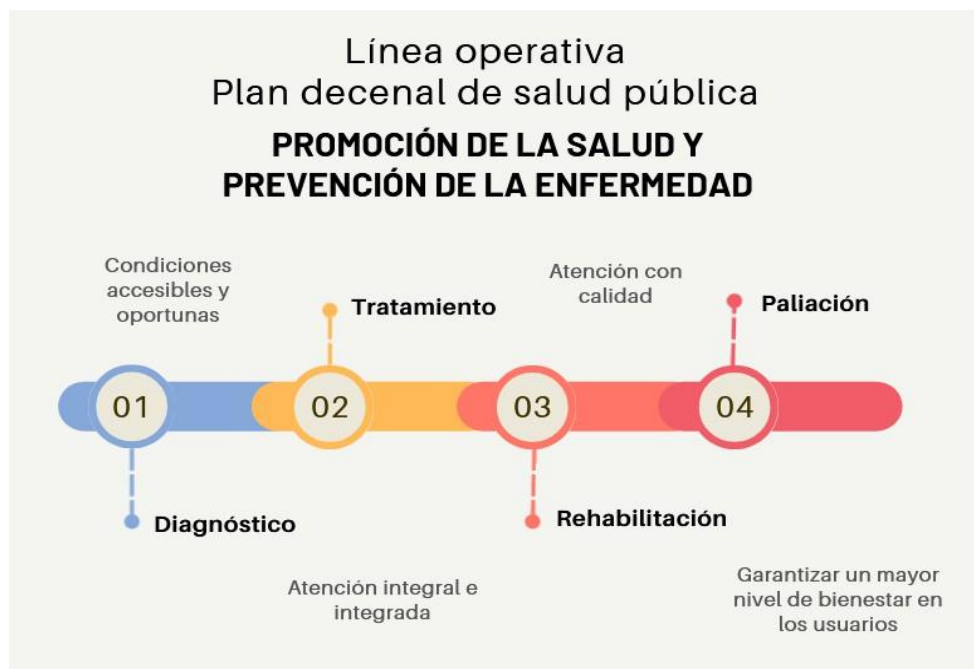 Línea operativa
Plan decenal de salud pública
PROMOCIÓN DE LA SALUD Y
PREVENCIÓN DE LA ENFERMEDAD
Condiciones
accesibles y
oportunas
Tratamiento
Atención con
calidad
Paliación
01
02
03
04
Diagnóstico
Rehabilitación
Atención integral e
integrada
Garantizar un mayor
nivel de bienestar en
los usuarios